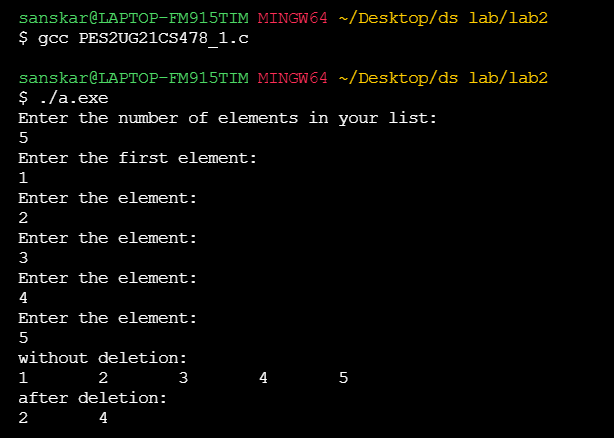 sanskar@LAPTOP-FM915TIM MINGW64 ~/Desktop/ds lab/lab2
$ gcc PES2UG21CS478_1.c
sanskar@LAPTOP-FM915TIM MINGW64 ~/Desktop/ds lab/lab2
$ ./a.exe
Enter the number of elements in your list:
5
Enter the first element:
1
Enter the element:
2
Enter the element:
3
Enter the element:
4
Enter the element:
5
without deletion:
1 2 3 4 5
after deletion:
2 4